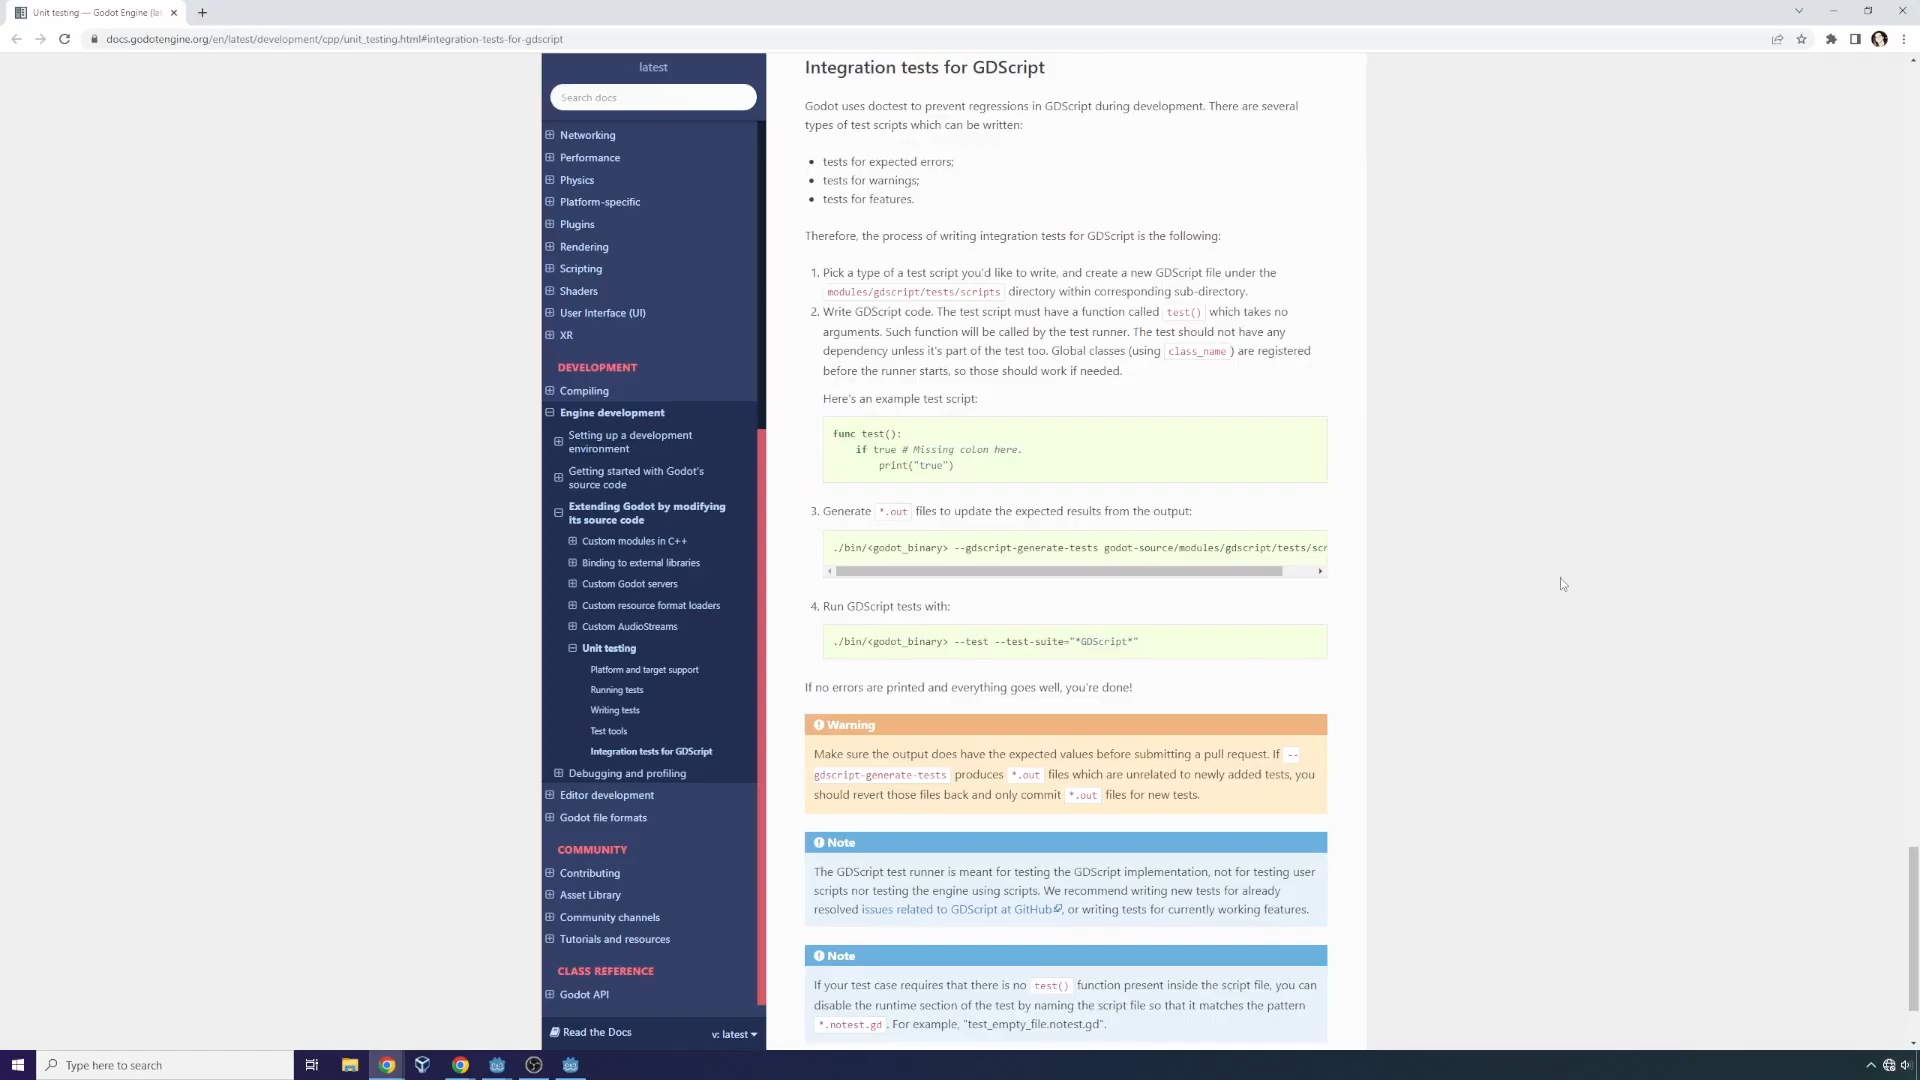 Unit testing — Godot Engine (lat
docs.godotengine.org/en/latest/development/cpp/unit_testing.html#integration-tests-for-gdscript
latest
Search docs
Networking
Performance
Physics
Platform-specific
Plugins
Rendering
Scripting
Shaders
User Interface (UI)
XR
DEVELOPMENT
Compiling
Engine development
Setting up a development
environment
Getting started with Godot's
source code
Extending Godot by modifying
its source code
Custom modules in C++
Binding to external libraries
Custom Godot servers
Custom resource format loaders
Custom AudioStreams
Unit testing
Platform and target support
Running tests
Writing tests
Test tools
Integration tests for GDScript
Debugging and profiling
Editor development
Godot file formats
COMMUNITY
Contributing
Asset Library
Community channels
Tutorials and resources
CLASS REFERENCE
Godot API
Read the Docs
v: latest
Integration tests for GDScript
Godot uses doctest to prevent regressions in GDScript during development. There are several
types of test scripts which can be written:
• tests for expected errors;
• tests for warnings;
• tests for features.
Therefore, the process of writing integration tests for GDScript is the following:
1. Pick a type of a test script you'd like to write, and create a new GDScript file under the
modules/gdscript/tests/scripts directory within corresponding sub-directory.
2. Write GDScript code. The test script must have a function called test() which takes no
arguments. Such function will be called by the test runner. The test should not have any
dependency unless it's part of the test too. Global classes (using class_name ) are registered
before the runner starts, so those should work if needed.
Here's an example test script:
func test():
if true # Missing colon here.
print("true")
3. Generate *.out files to update the expected results from the output:
./bin/<godot_binary> --gdscript-generate-tests godot-source/modules/gdscript/tests/scr
4. Run GDScript tests with:
./bin/<godot_binary> --test --test-suite="*GDScript*"
If no errors are printed and everything goes well, you're done!
Warning
Make sure the output does have the expected values before submitting a pull request. If --
gdscript-generate-tests produces *.out files which are unrelated to newly added tests, you
should revert those files back and only commit *.out files for new tests.
Note
The GDScript test runner is meant for testing the GDScript implementation, not for testing user
scripts nor testing the engine using scripts. We recommend writing new tests for already
resolved issues related to GDScript at GitHub, or writing tests for currently working features.
Note
If your test case requires that there is no test() function present inside the script file, you can
disable the runtime section of the test by naming the script file so that it matches the pattern
*.notest.gd . For example, "test_empty_file.notest.gd".
Type here to search